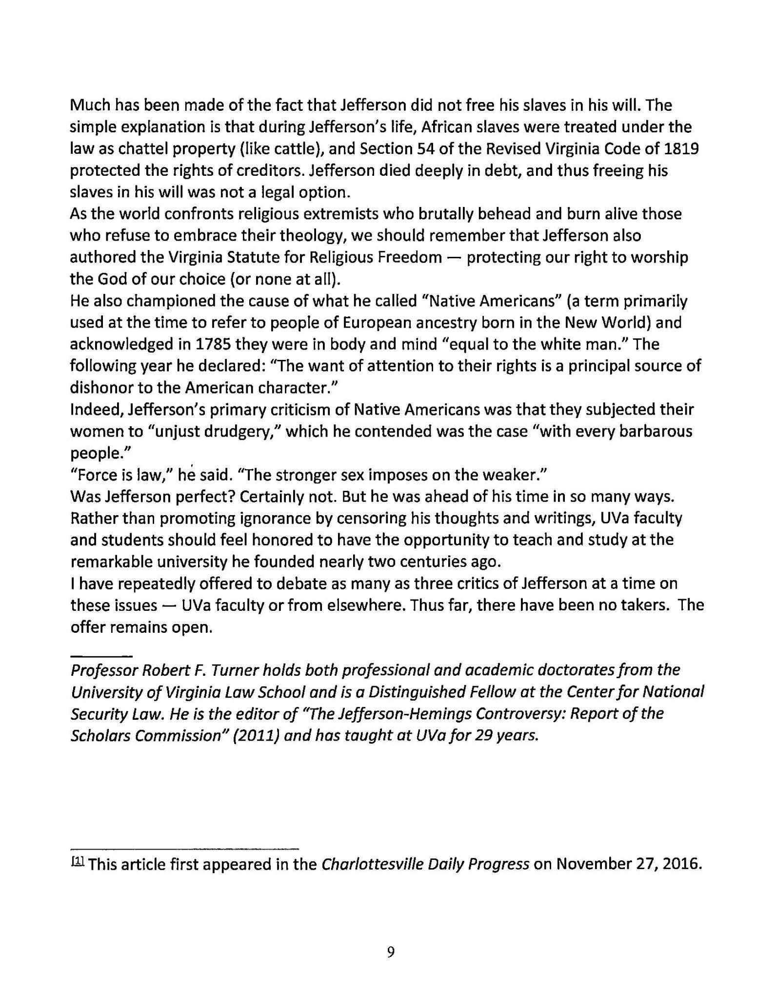 Much has been made of the fact that Jefferson did not free his slaves in his will. The
simple explanation is that during Jefferson's life, African slaves were treated under the
law as chattel property (like cattle), and Section 54 of the Revised Virginia Code of 1819
protected the rights of creditors. Jefferson died deeply in debt, and thus freeing his
slaves in his will was not a legal option.
As the world confronts religious extremists who brutally behead and burn alive those
who refuse to embrace their theology, we should remember that Jefferson also
authored the Virginia Statute for Religious Freedom — protecting our right to worship
the God of our choice (or none at all).
He also championed the cause of what he called "Native Americans" (a term primarily
used at the time to refer to people of European ancestry born in the New World) and
acknowledged in 1785 they were in body and mind "equal to the white man." The
following year he declared: "The want of attention to their rights is a principal source of
dishonor to the American character."
Indeed, Jefferson's primary criticism of Native Americans was that they subjected their
women to "unjust drudgery," which he contended was the case "with every barbarous
people."
"Force is law," he said. "The stronger sex imposes on the weaker."
Was Jefferson perfect? Certainly not. But he was ahead of his time in so many ways.
Rather than promoting ignorance by censoring his thoughts and writings, UVa faculty
and students should feel honored to have the opportunity to teach and study at the
remarkable university he founded nearly two centuries ago.
I have repeatedly offered to debate as many as three critics of Jefferson at a time on
these issues — UVa faculty or from elsewhere. Thus far, there have been no takers.  The
offer remains open.
Professor Robert F. Turner holds both professional and academic doctorates from the
University of Virginia Law School and is a Distinguished Fellow at the Center for National
Security Law. He is the editor of "The Jefferson-Hemings Controversy: Report of the
Scholars Commission" (2011) and has taught at UVa for 29 years.
[1] This article first appeared in the Charlottesville Daily Progress on November 27, 2016.
9